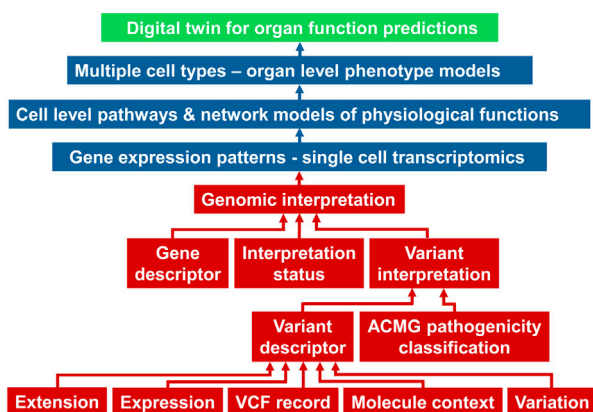 Digital twin for organ function predictions
Multiple cell types – organ level phenotype models
Cell level pathways & network models of physiological functions
Gene expression patterns - single cell transcriptomics
Genomic interpretation
Gene
descriptor
Interpretation
status
Variant
interpretation
Variant
descriptor
ACMG pathogenicity
classification
Extension
Expression
VCF record
Molecule context
Variation